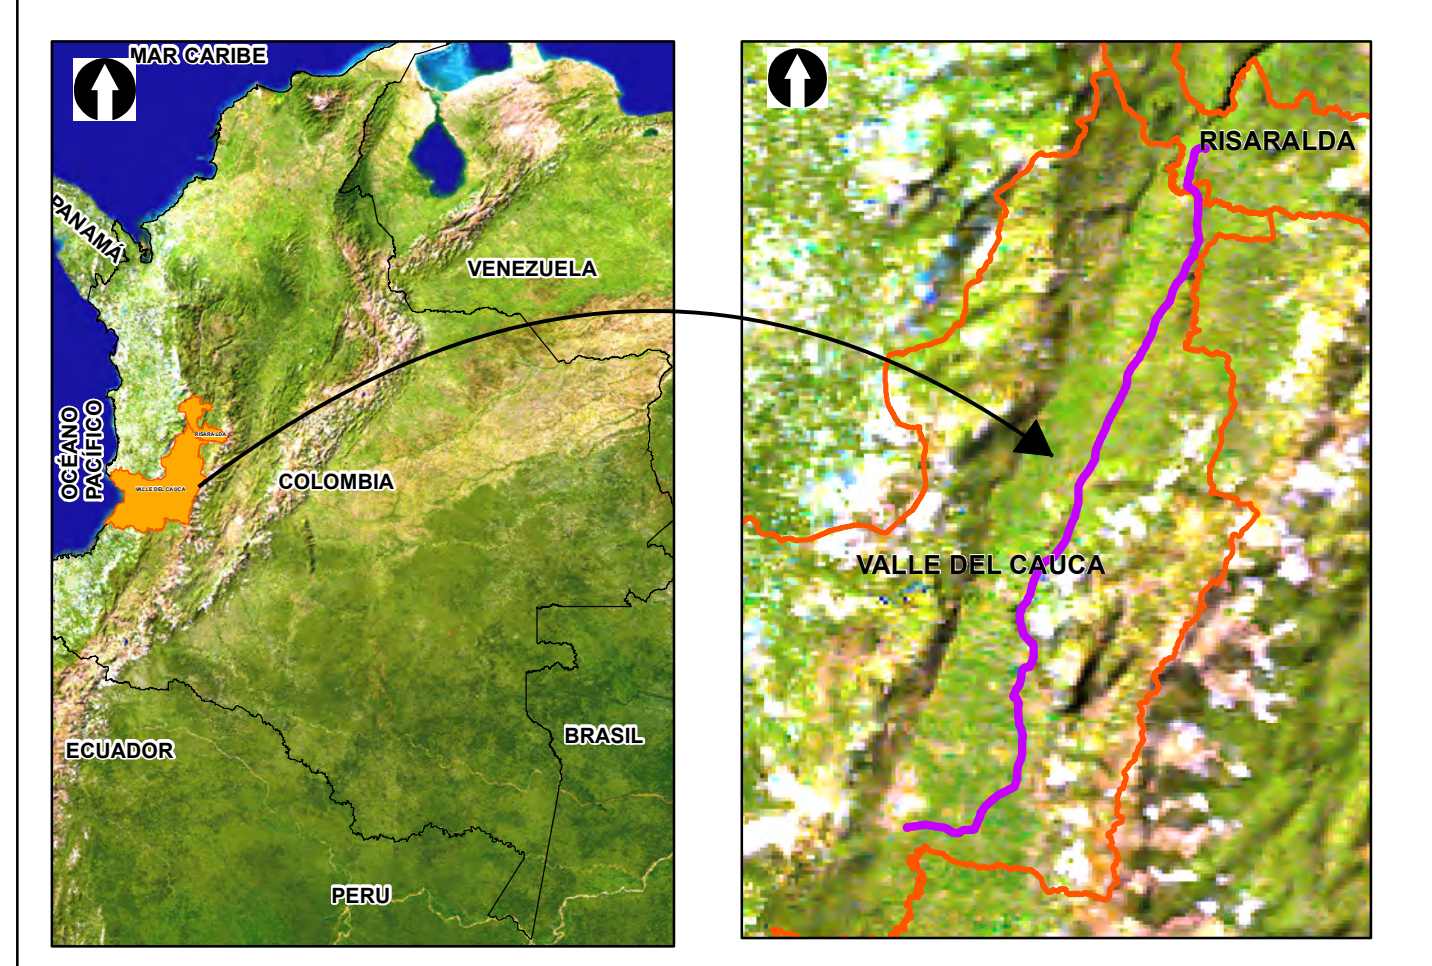 MAR CARIBE
PANAMÁ
VENEZUELA
OCÉANO
PACÍFICO
RISARALDA
VALLE DEL CAUCA
COLOMBIA
ECUADOR
BRASIL
PERU
RISARALDA
VALLE DEL CAUCA